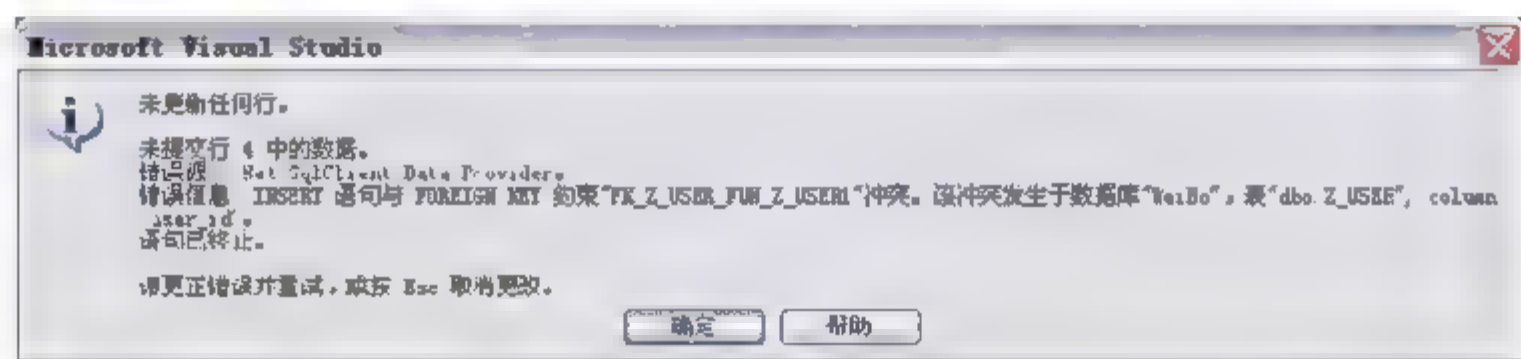 Microsoft Visual Studio
未更新任何行。
未提交行 4 中的数据。
错误源: .Net SqlClient Data Provider。
错误信息: INSERT 语句与 FOREIGN KEY 约束"FK_Z_USER_FUN_Z_USER1"冲突。该冲突发生于数据库"WeiBo",表"dbo.Z_USER", column
'user_id'。
语句已终止。
请更正错误并重试,或按 Esc 取消更改。
确定
帮助